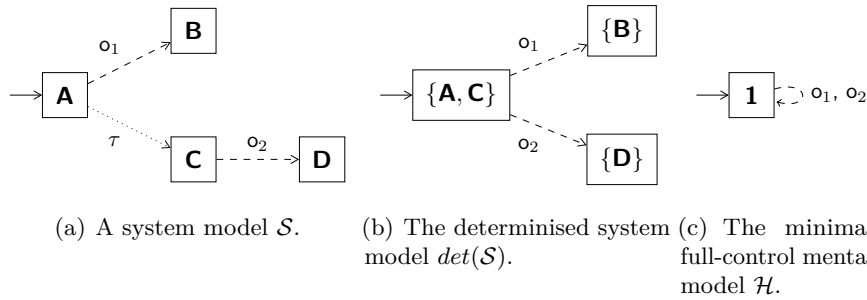 o₁
B
A
τ
C
o₂
D
{A, C}
o₁
{B}
o₂
{D}
1
o₁, o₂
(a) A system model S.
(b) The determinised system
model det(S).
(c) The minima
full-control menta
model H.